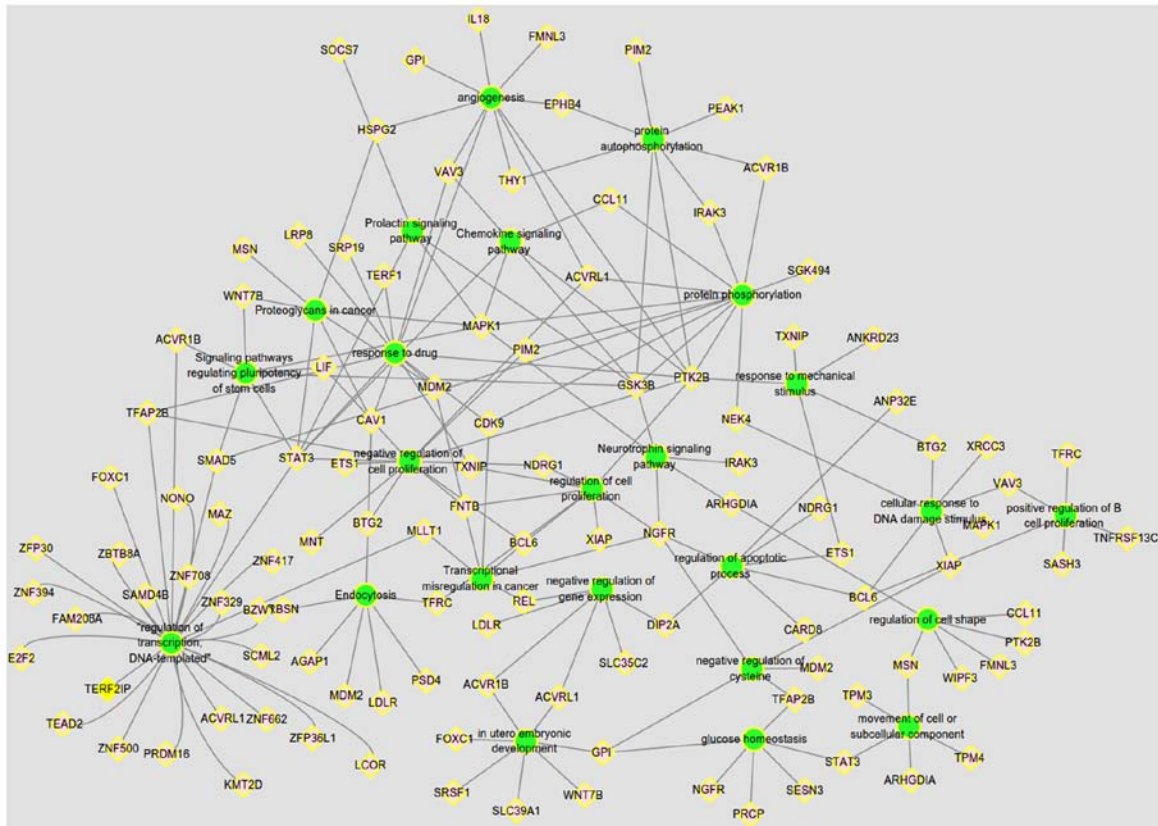 IL18
FMNL3
SOCS7
PIM2
GPI
angiogenesis
EPHB4
PEAK1
HSPG2
protein
autophosphorylation
VAV3
THY1
ACVR1B
CCL11
IRAK3
LRP8
Prolactin signaling
pathway
Chemokine signaling
pathway
MSN
SRP19
TERF1
ACVRL1
SGK494
WNT7B
protein phosphorylation
Proteoglycans in cancer
TXNIP
ANKRD23
ACVR1B
MAPK1
PIM2
response to drug
Signaling pathways
regulating pluripotency
of stem cells
LIF
MDM2
GSK3B
PTK2B
response to mechanical
stimulus
TFAP2B
CAV1
CDK9
NEK4
ANP32E
SMAD5
STAT3
ETS1
negative regulation of
cell proliferation
TXNIP
NDRG1
Neurotrophin signaling
pathway
IRAK3
BTG2
XRCC3
TFRC
FOXC1
NONO
MAZ
FNTB
regulation of cell
proliferation
ARHGDIA
NDRG1
VAV3
cellular response to
DNA damage stimulus
MAPK1
positive regulation of B
cell proliferation
TNFRSF13C
ZFP30
ZBTB8A
ZNF417
MNT
BTG2
MLLT1
BCL6
XIAP
NGFR
ETS1
XIAP
SASH3
ZNF394
SAMD4B
ZNF708
Transcriptional
misregulation in cancer
negative regulation of
gene expression
regulation of apoptotic
process
FAM208A
ZNF329
BZW1
RBSN
Endocytosis
TFRC
REL
LDLR
BCL6
CCL11
regulation of cell shape
"regulation of
transcription,
DNA-templated"
DIP2A
CARD8
PTK2B
E2F2
SCML2
AGAP1
SLC35C2
MSN
FMNL3
WIPF3
TERF2IP
MDM2
LDLR
PSD4
ACVR1B
ACVRL1
negative regulation of
cysteine
MDM2
TFAP2B
TPM3
TEAD2
ACVRL1
ZNF662
movement of cell or
subcellular component
ZNF500
PRDM16
ZFP36L1
FOXC1
in utero embryonic
development
GPI
glucose homeostasis
STAT3
TPM4
LCOR
KMT2D
SRSF1
SLC39A1
WNT7B
NGFR
PRCP
SESN3
ARHGDIA